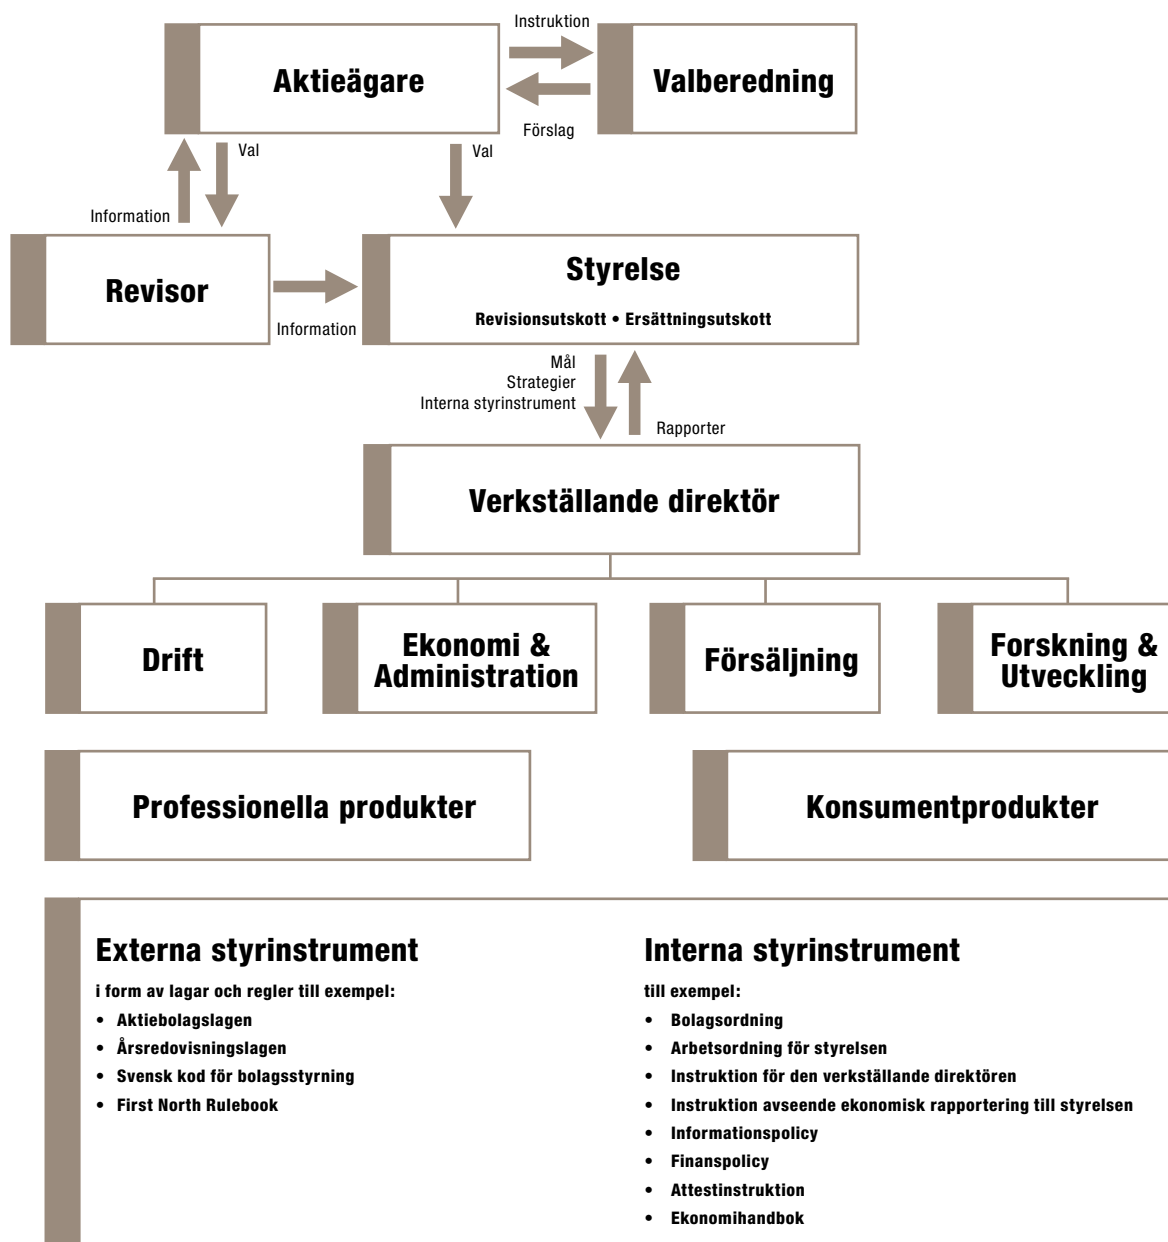 Instruktion
Aktieägare
Valberedning
Förslag
Val
Val
Information
Revisor
Styrelse
Revisionsutskott • Ersättningsutskott
Information
Mål
Strategier
Interna styrinstrument
Rapporter
Verkställande direktör
Drift
Ekonomi &
Administration
Försäljning
Forskning &
Utveckling
Professionella produkter
Konsumentprodukter
Externa styrinstrument
i form av lagar och regler till exempel:
• Aktiebolagslagen
• Årsredovisningslagen
• Svensk kod för bolagsstyrning
• First North Rulebook
Interna styrinstrument
till exempel:
• Bolagsordning
• Arbetsordning för styrelsen
• Instruktion för den verkställande direktören
• Instruktion avseende ekonomisk rapportering till styrelsen
• Informationspolicy
• Finanspolicy
• Attestinstruktion
• Ekonomihandbok